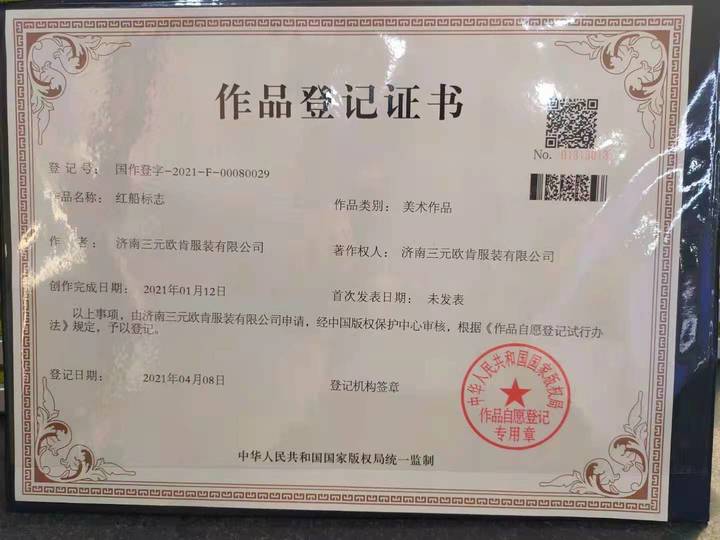 作品登记证书
No. 01313013
登 记 号： 国作登字-2021-F-00080029
作品名称： 红船标志
作品类别： 美术作品
作 者： 济南三元欧肯服装有限公司
著作权人： 济南三元欧肯服装有限公司
创作完成日期： 2021年01月12日
首次发表日期： 未发表
以上事项，由济南三元欧肯服装有限公司申请，经中国版权保护中心审核，根据《作品自愿登记试行办
法》规定，予以登记。
登记日期： 2021年04月08日
登记机构签章
中华人民共和国国家版权局
作品自愿登记
专用章
中华人民共和国国家版权局统一监制